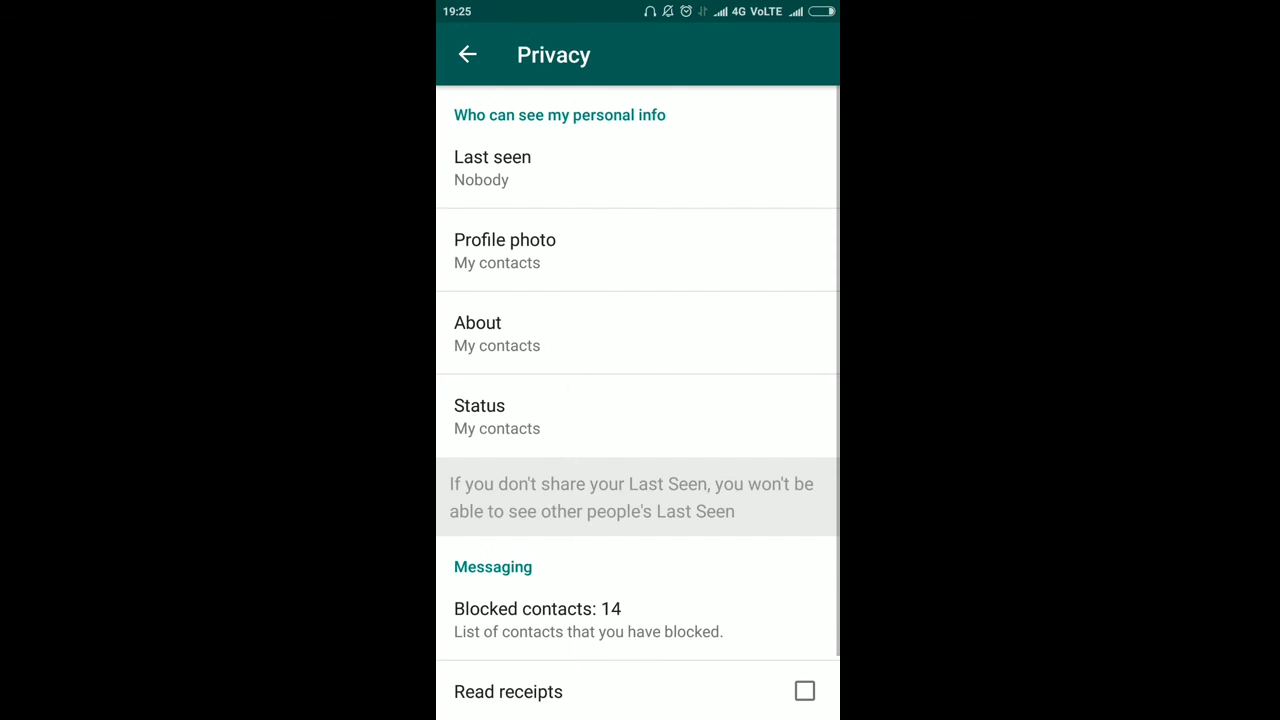 19:25 4G VoLTE
Privacy
Who can see my personal info
Last seen
Nobody
Profile photo
My contacts
About
My contacts
Status
My contacts
If you don't share your Last Seen, you won't be
able to see other people's Last Seen
Messaging
Blocked contacts: 14
List of contacts that you have blocked.
Read receipts